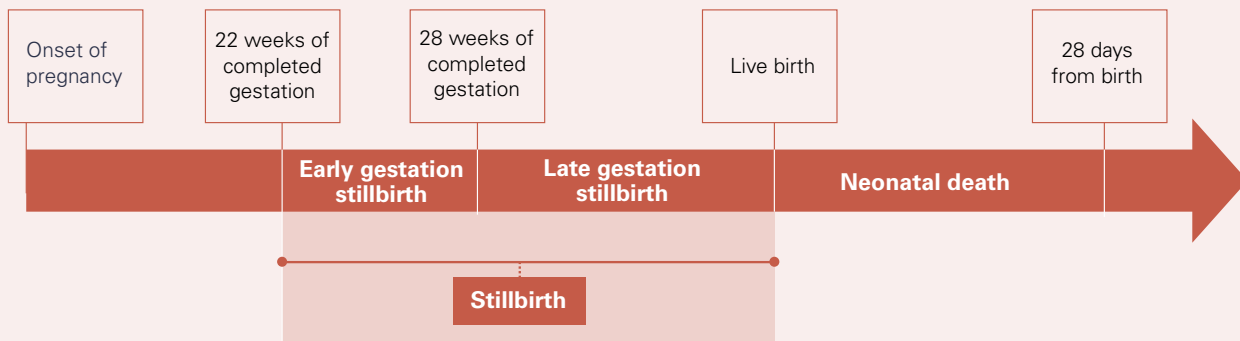 Onset of
pregnancy
22 weeks of
completed
gestation
28 weeks of
completed
gestation
Live birth
28 days
from birth
Early gestation
stillbirth
Late gestation
stillbirth
Neonatal death
Stillbirth